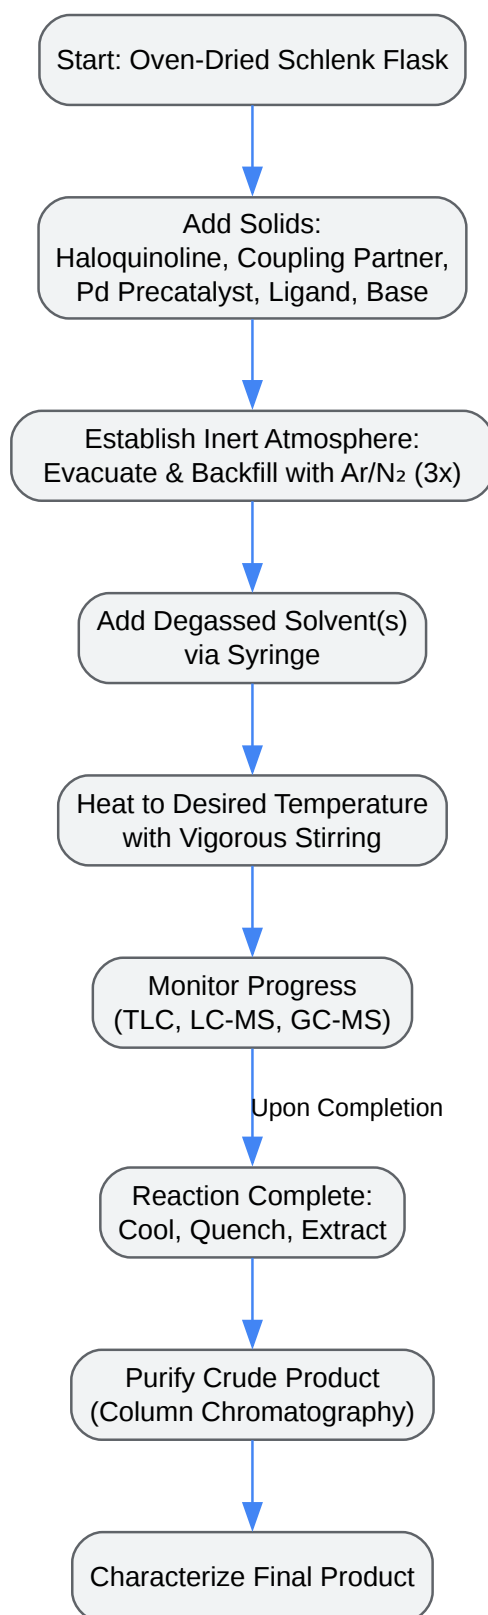 Start: Oven-Dried Schlenk Flask
Add Solids:
Haloquinoline, Coupling Partner,
Pd Precatalyst, Ligand, Base
Establish Inert Atmosphere:
Evacuate & Backfill with Ar/N₂ (3x)
Add Degassed Solvent(s)
via Syringe
Heat to Desired Temperature
with Vigorous Stirring
Monitor Progress
(TLC, LC-MS, GC-MS)
Upon Completion
Reaction Complete:
Cool, Quench, Extract
Purify Crude Product
(Column Chromatography)
Characterize Final Product